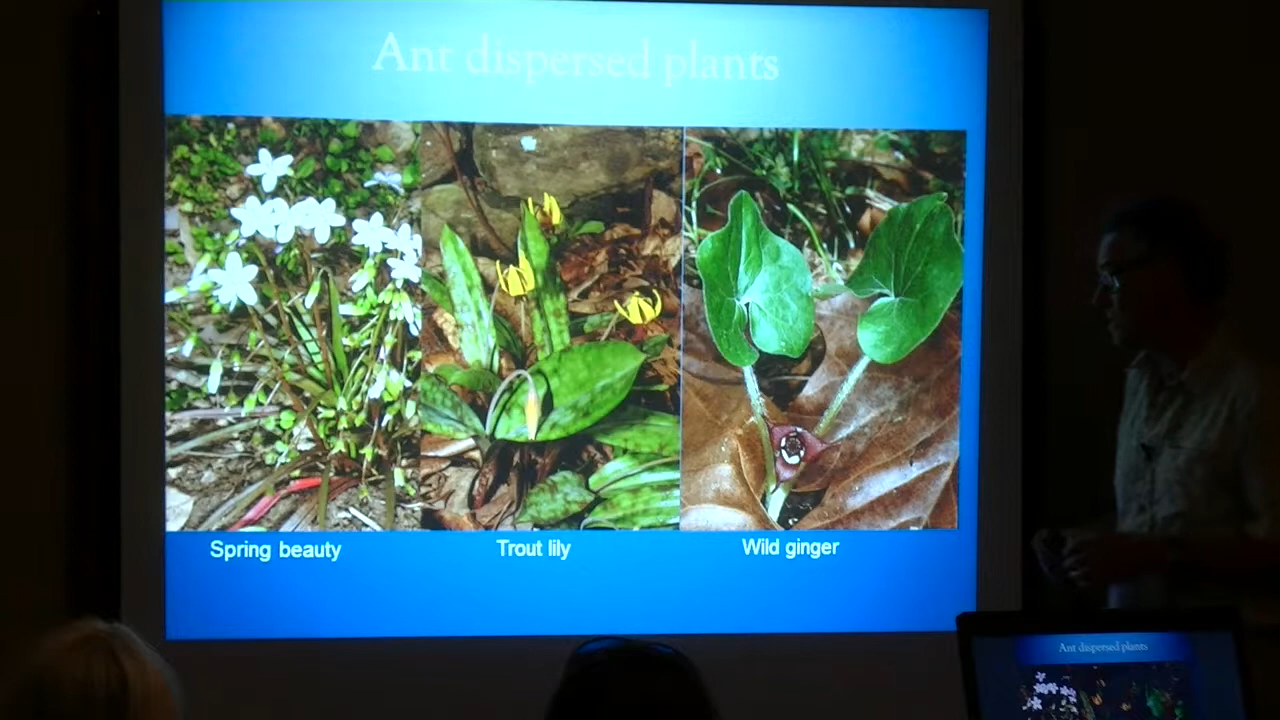 Ant dispersed plants
Spring beauty
Trout lily
Wild ginger
Ant dispersed plants